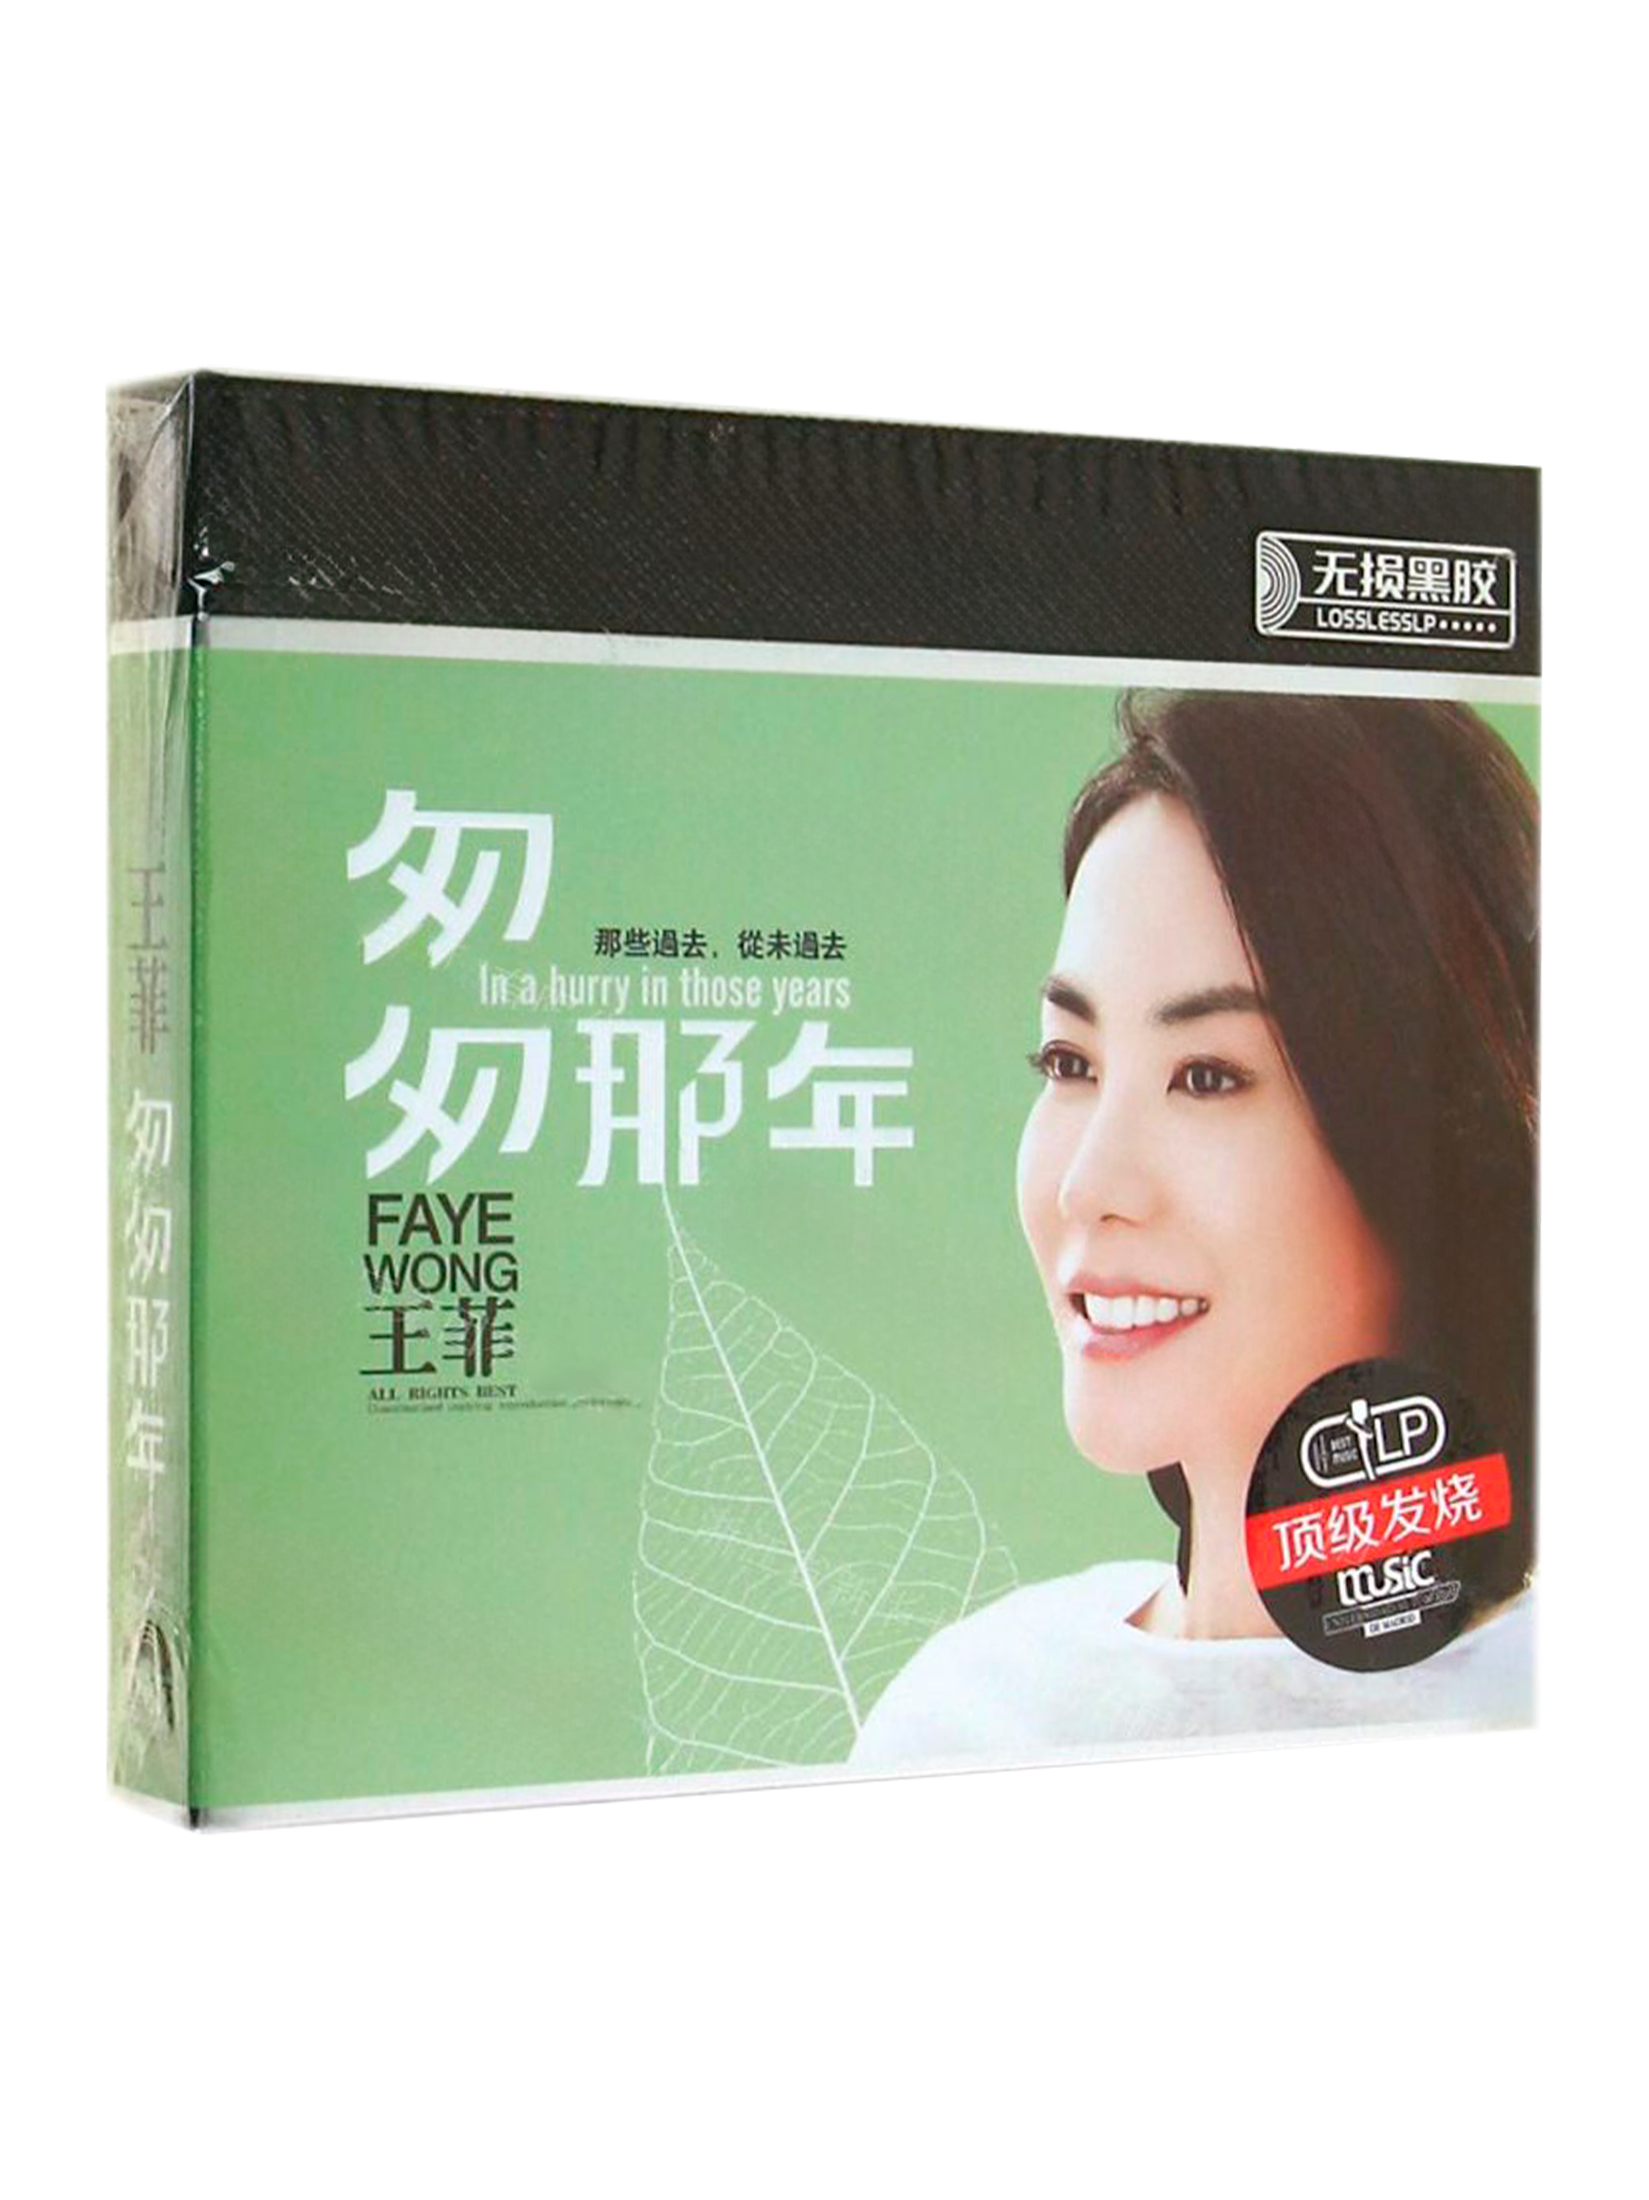 无损黑胶
LOSSLESSLP
匆
那些過去，從未過去
In a hurry in those years
匆那年
FAYE
WONG
王菲
ALL RIGHTS BEST
王菲 匆匆那年
BEST
MUSIC
LP
顶级发烧
music